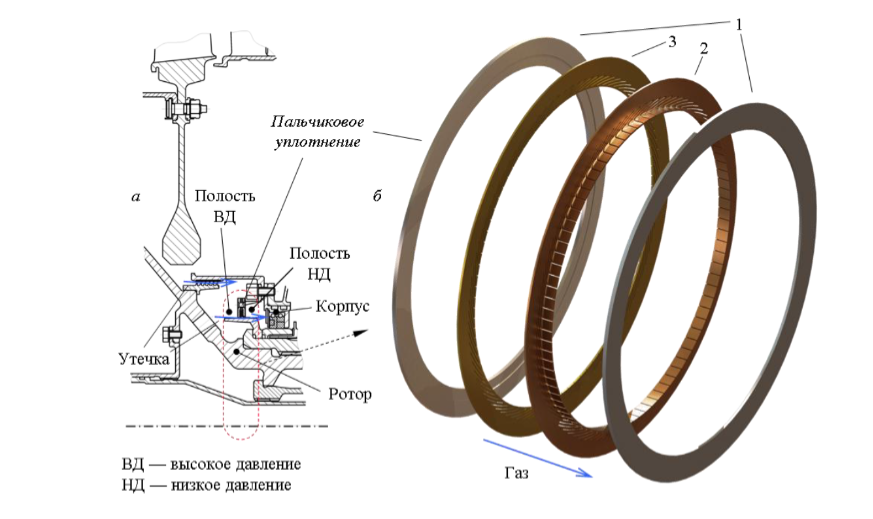 1
3
2
Пальчиковое
уплотнение
а
Полость
ВД
б
Полость
НД
Корпус
Утечка
Ротор
ВД — высокое давление
НД — низкое давление
Газ